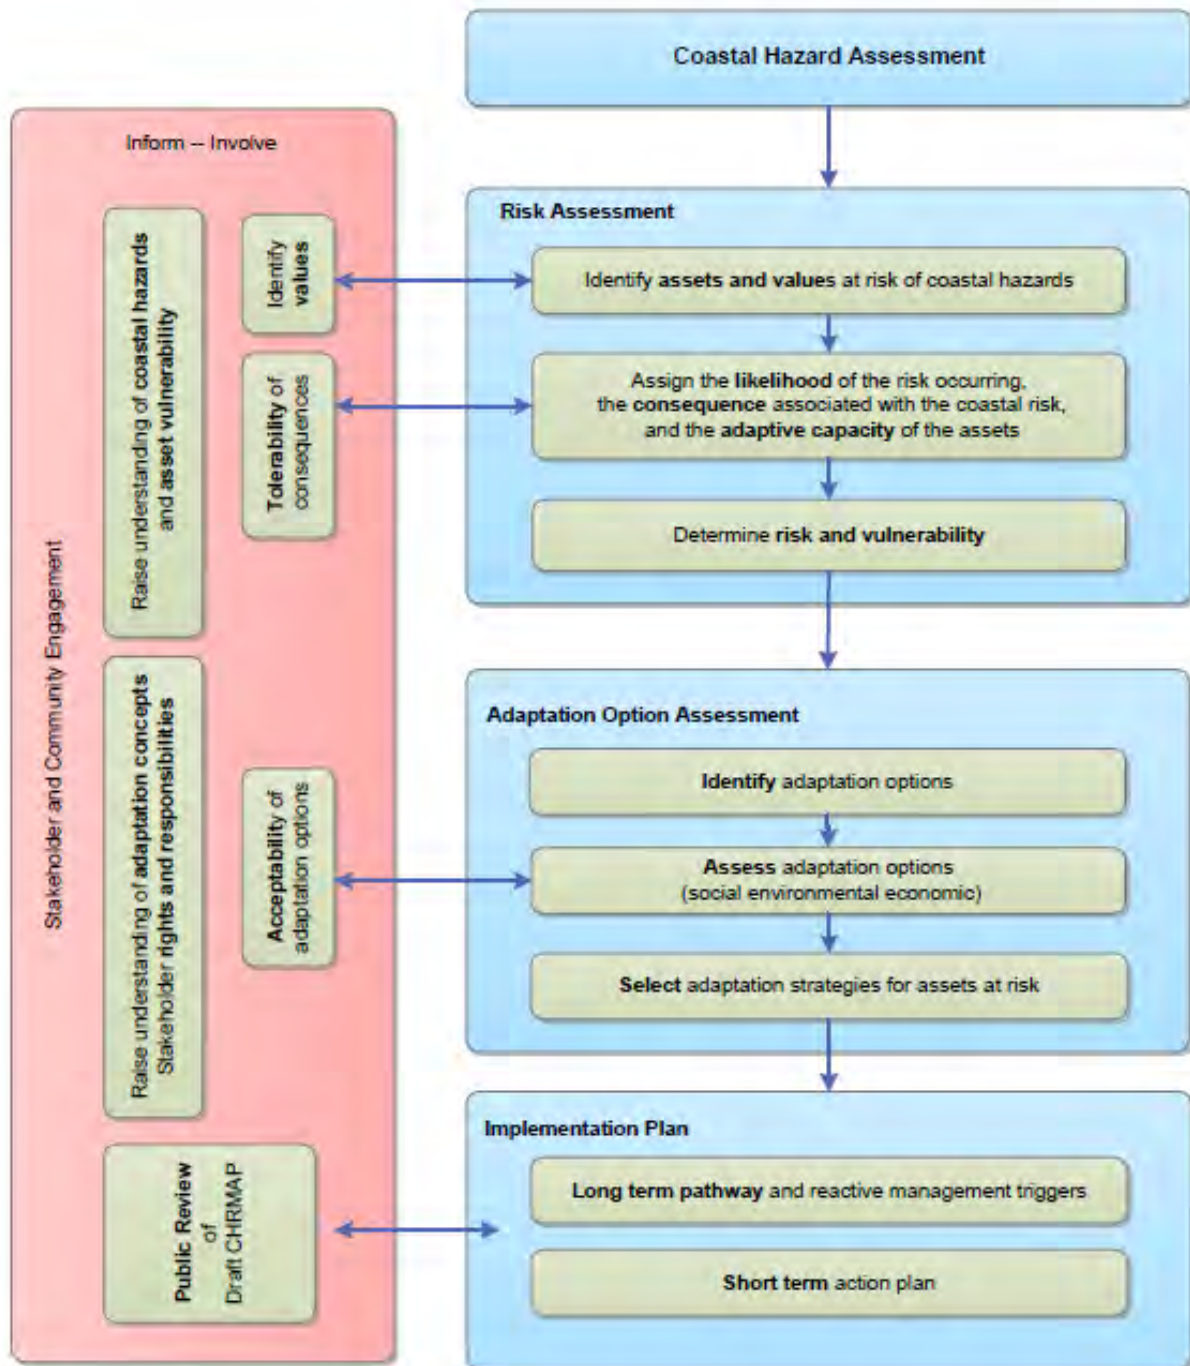 Coastal Hazard Assessment
Inform -- Involve
Stakeholder and Community Engagement
Raise understanding of coastal hazards
and asset vulnerability
Identify
values
Tolerability of
consequences
Raise understanding of adaptation concepts
Stakeholder rights and responsibilities
Acceptability of
adaptation options
Public Review
of
Draft CHRMAP
Risk Assessment
Identify assets and values at risk of coastal hazards
Assign the likelihood of the risk occurring,
the consequence associated with the coastal risk,
and the adaptive capacity of the assets
Determine risk and vulnerability
Adaptation Option Assessment
Identify adaptation options
Assess adaptation options
(social environmental economic)
Select adaptation strategies for assets at risk
Implementation Plan
Long term pathway and reactive management triggers
Short term action plan